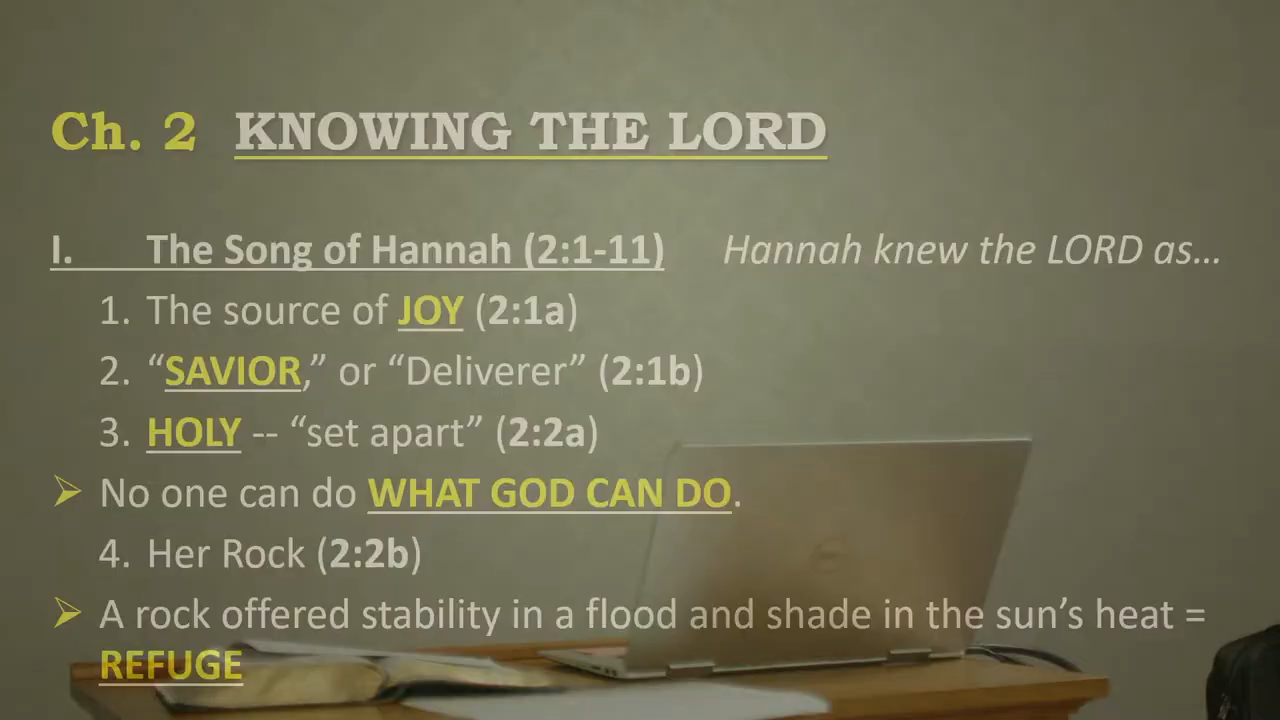 Ch. 2 KNOWING THE LORD
I. The Song of Hannah (2:1-11) Hannah knew the LORD as…
1. The source of JOY (2:1a)
2. “SAVIOR,” or “Deliverer” (2:1b)
3. HOLY -- “set apart” (2:2a)
➢ No one can do WHAT GOD CAN DO.
4. Her Rock (2:2b)
➢ A rock offered stability in a flood and shade in the sun’s heat =
REFUGE